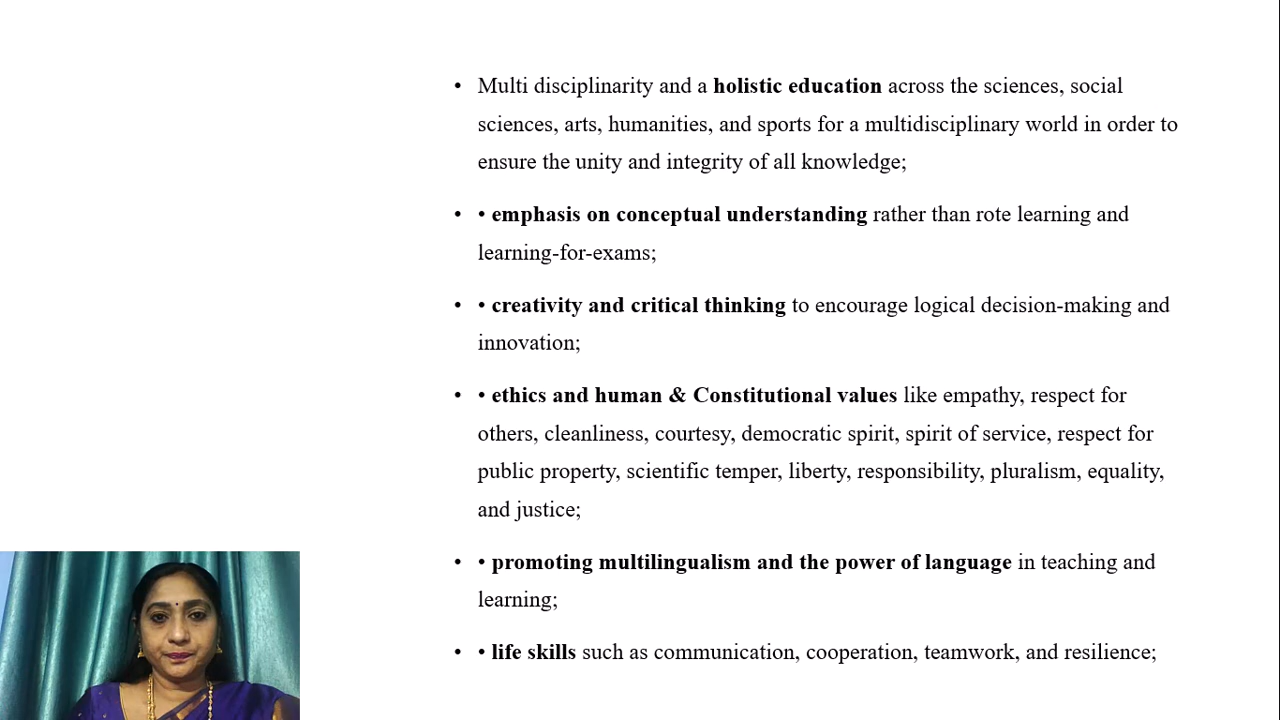 • Multi disciplinarity and a holistic education across the sciences, social
sciences, arts, humanities, and sports for a multidisciplinary world in order to
ensure the unity and integrity of all knowledge;
• • emphasis on conceptual understanding rather than rote learning and
learning-for-exams;
• • creativity and critical thinking to encourage logical decision-making and
innovation;
• • ethics and human & Constitutional values like empathy, respect for
others, cleanliness, courtesy, democratic spirit, spirit of service, respect for
public property, scientific temper, liberty, responsibility, pluralism, equality,
and justice;
• • promoting multilingualism and the power of language in teaching and
learning;
• • life skills such as communication, cooperation, teamwork, and resilience;